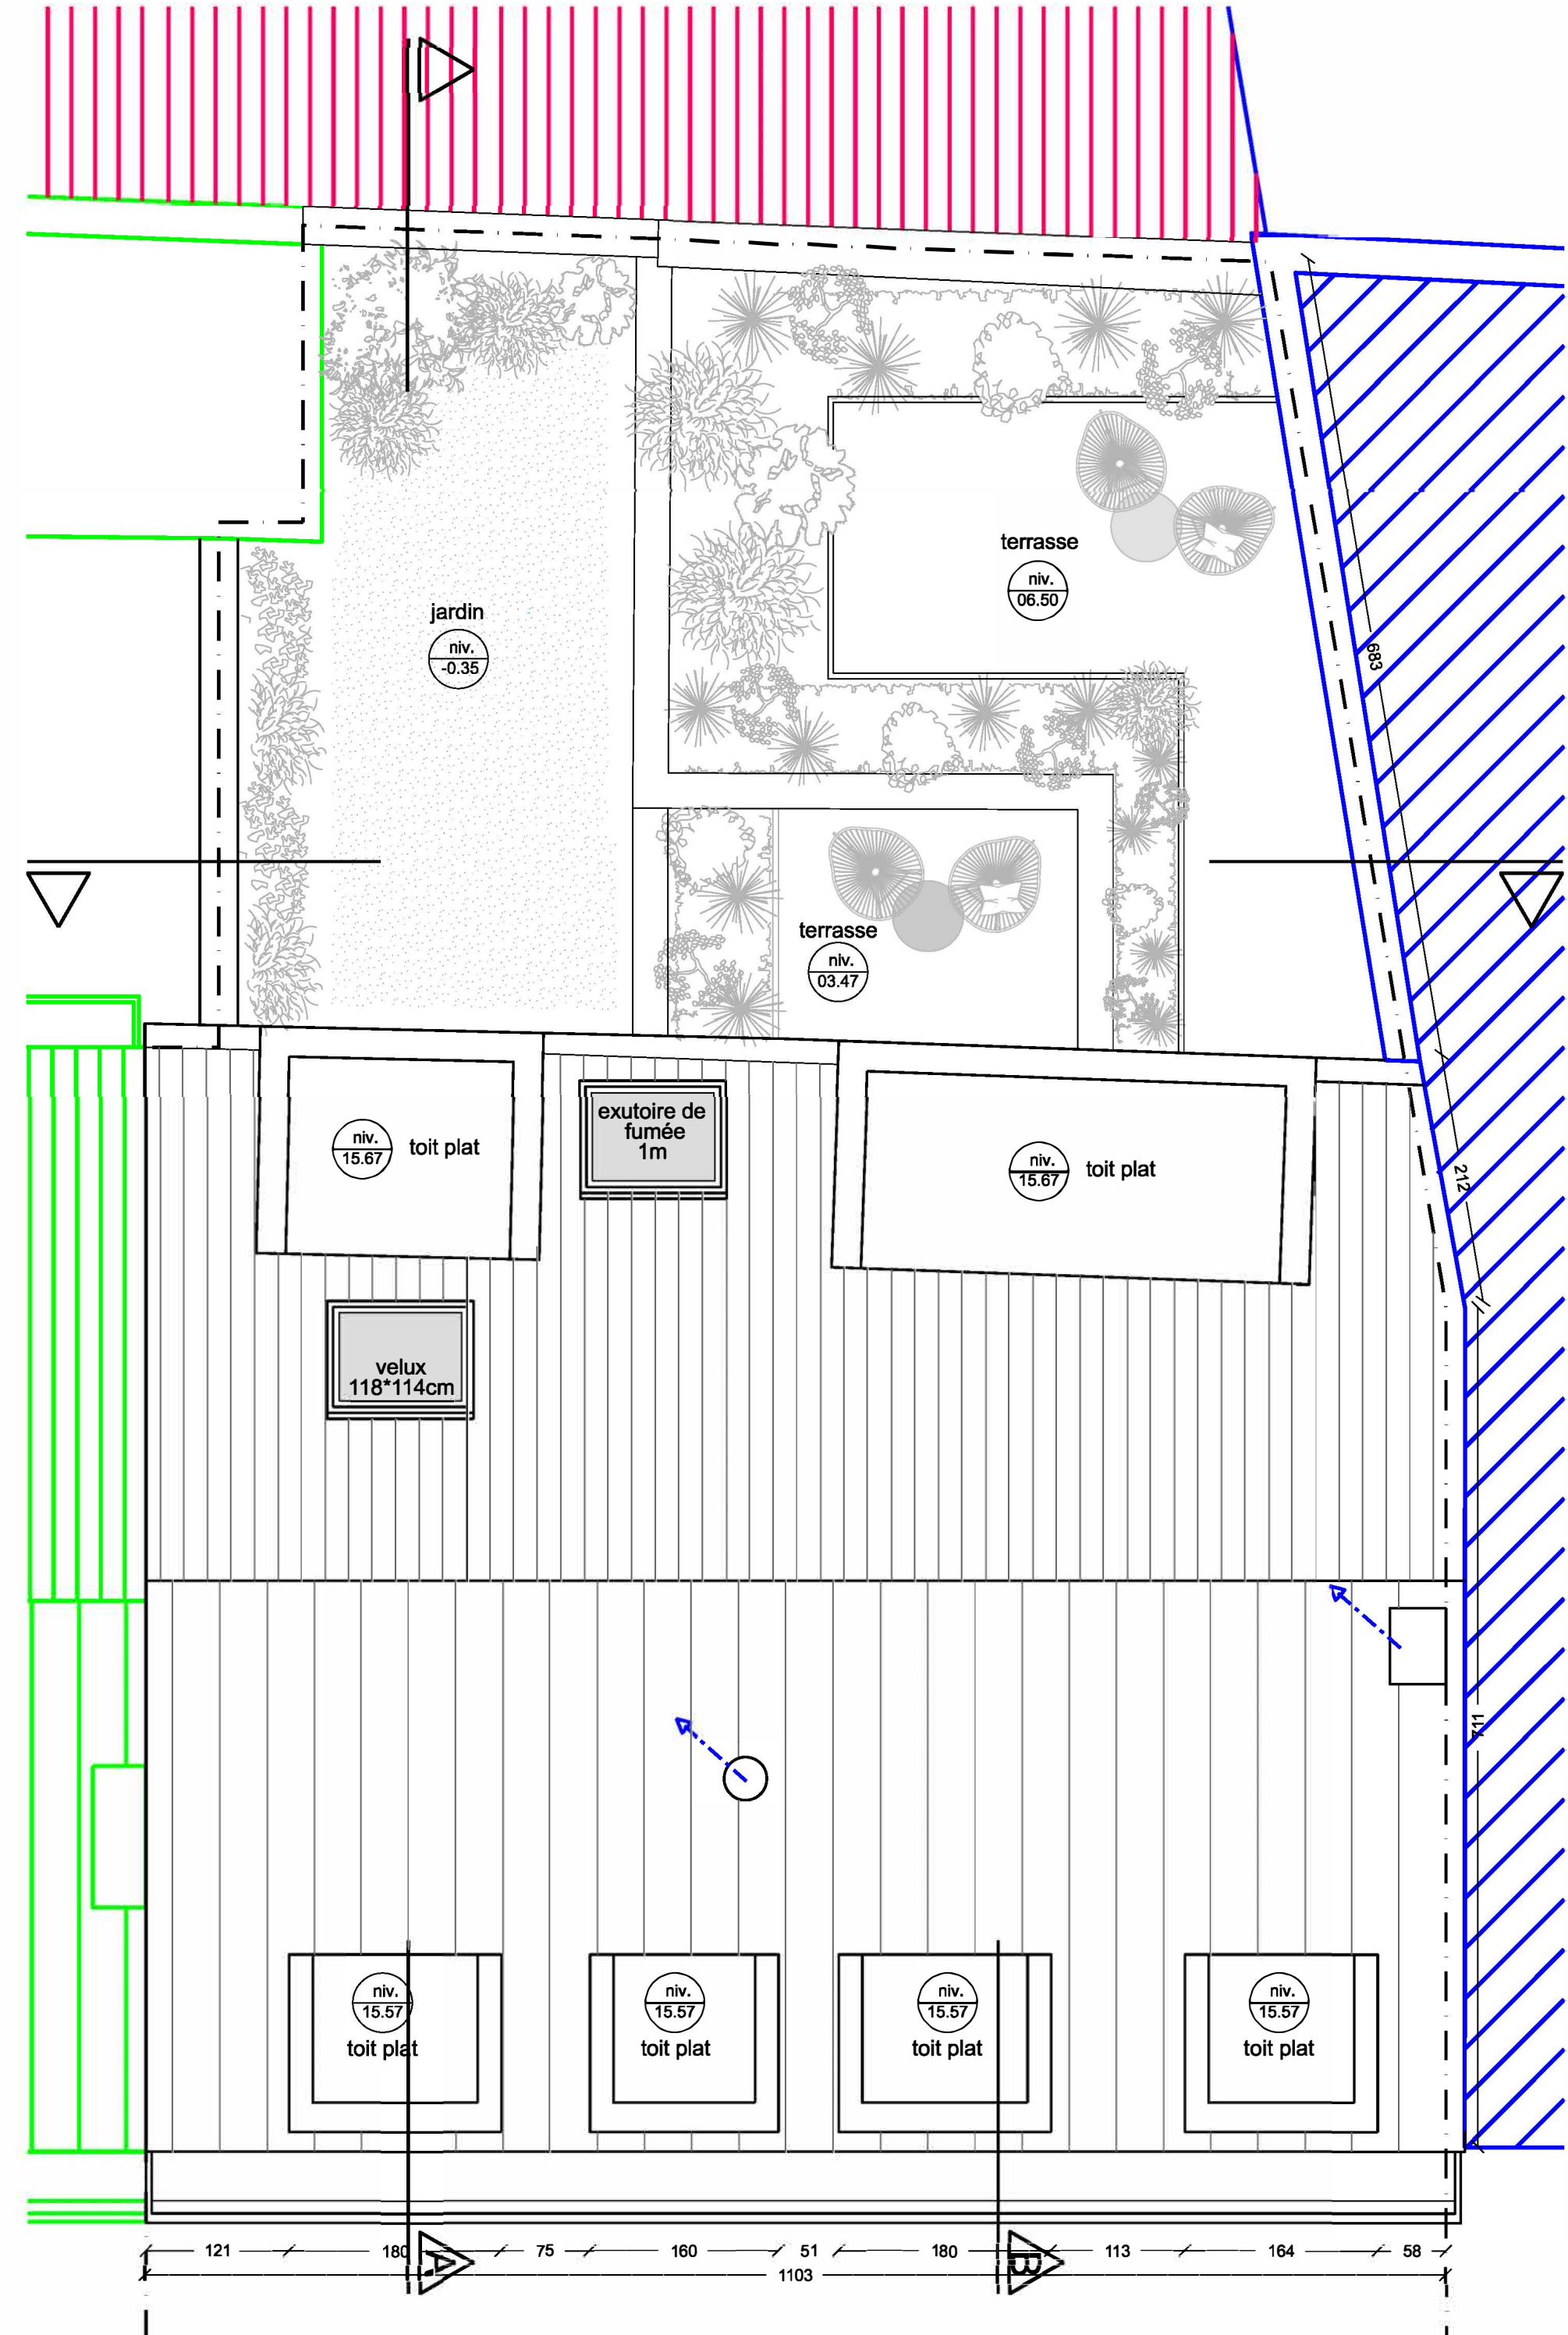 terrasse
niv.
06.50
jardin
niv.
-0.35
683
terrasse
niv.
03.47
exutoire de
fumée
1m
niv.
15.67
toit plat
niv.
15.67
toit plat
212
velux
118*114cm
711
niv.
15.57
toit plat
niv.
15.57
toit plat
niv.
15.57
toit plat
niv.
15.57
toit plat
121
180
A
75
160
51
180
B
113
164
58
1103